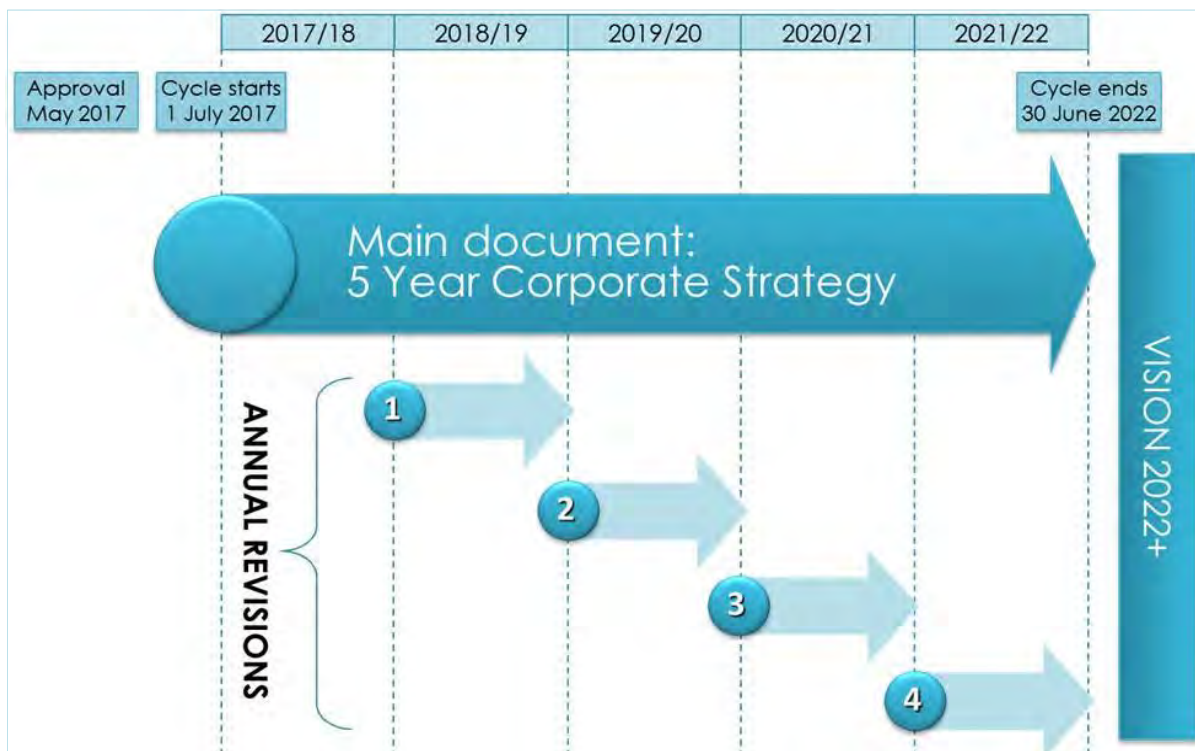 2017/18 2018/19 2019/20 2020/21 2021/22
Approval
May 2017
Cycle starts
1 July 2017
Cycle ends
30 June 2022
Main document:
5 Year Corporate Strategy
ANNUAL REVISIONS
1
2
3
4
VISION 2022+